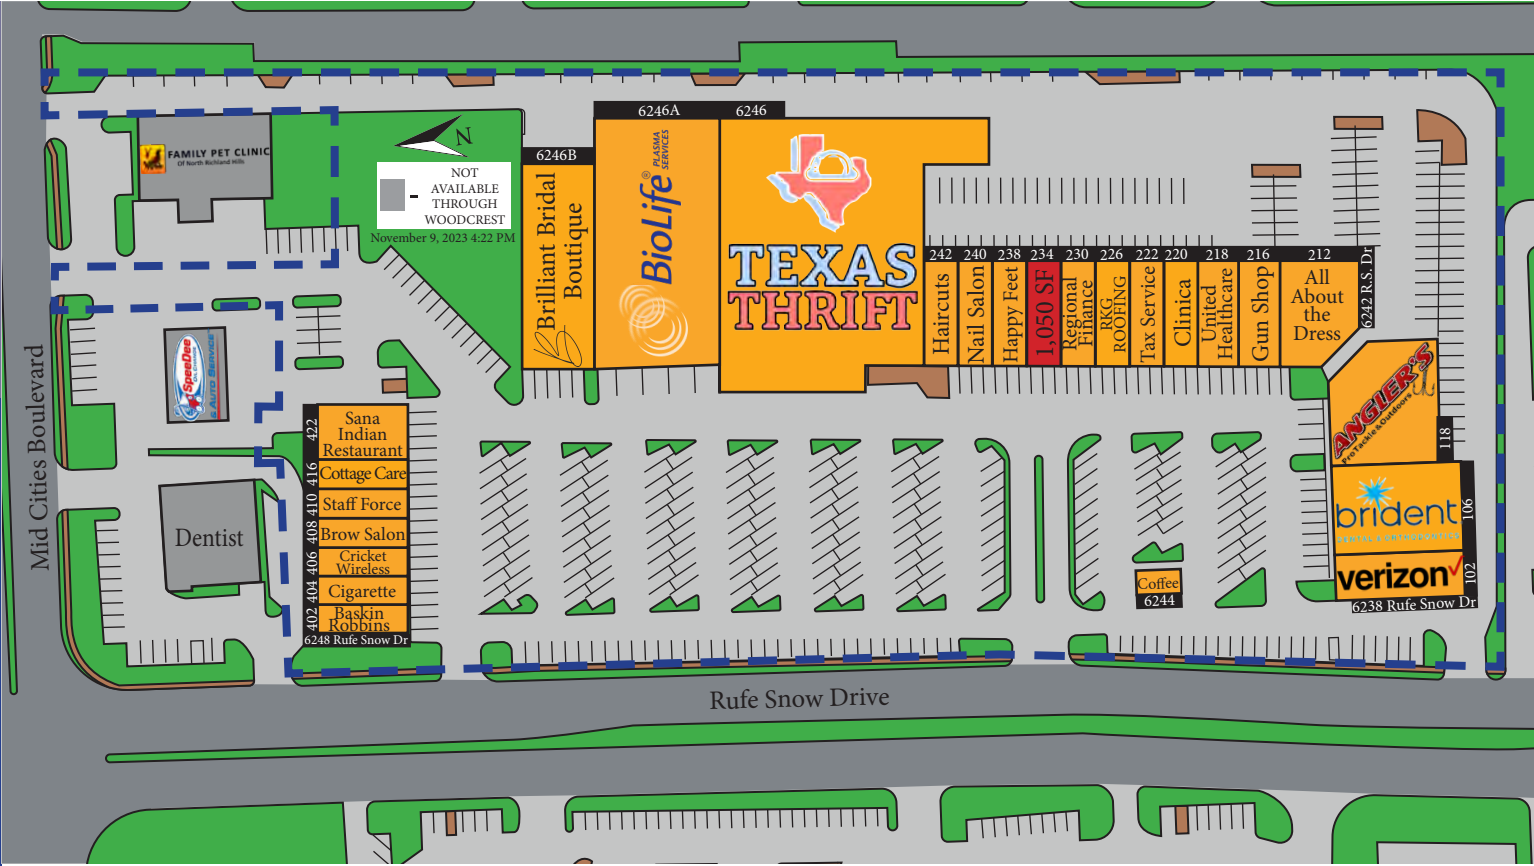 6246A
6246
6246B
FAMILY PET CLINIC
Of North Richland Hills
N
NOT
AVAILABLE
THROUGH
WOODCREST
November 9, 2023 4:22 PM
Brilliant Bridal
Boutique
BioLife®
PLASMA
SERVICES
TEXAS
THRIFT
242
240
238
234
230
226
222
220
218
216
212
Haircuts
Nail Salon
Happy Feet
1,050 SF
Regional
Finance
RKG
ROOFING
Tax Service
Clinica
United
Healthcare
Gun Shop
All
About
the
Dress
6242 R.S. Dr
SpeeDee
& AUTO SERVICE
Mid Cities Boulevard
Dentist
422
416
410
408
406
404
402
Sana
Indian
Restaurant
Cottage Care
Staff Force
Brow Salon
Cricket
Wireless
Cigarette
Baskin
Robbins
6248 Rufe Snow Dr
Coffee
6244
ANGLER'S
Pro Tackle & Outdoors
118
brident
DENTAL & ORTHODONTICS
106
verizon
102
6238 Rufe Snow Dr
Rufe Snow Drive